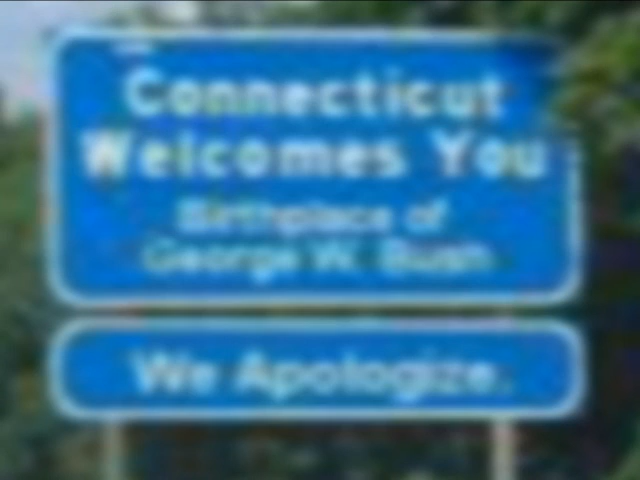 Connecticut
Welcomes You
Birthplace of
George W. Bush
We Apologize.